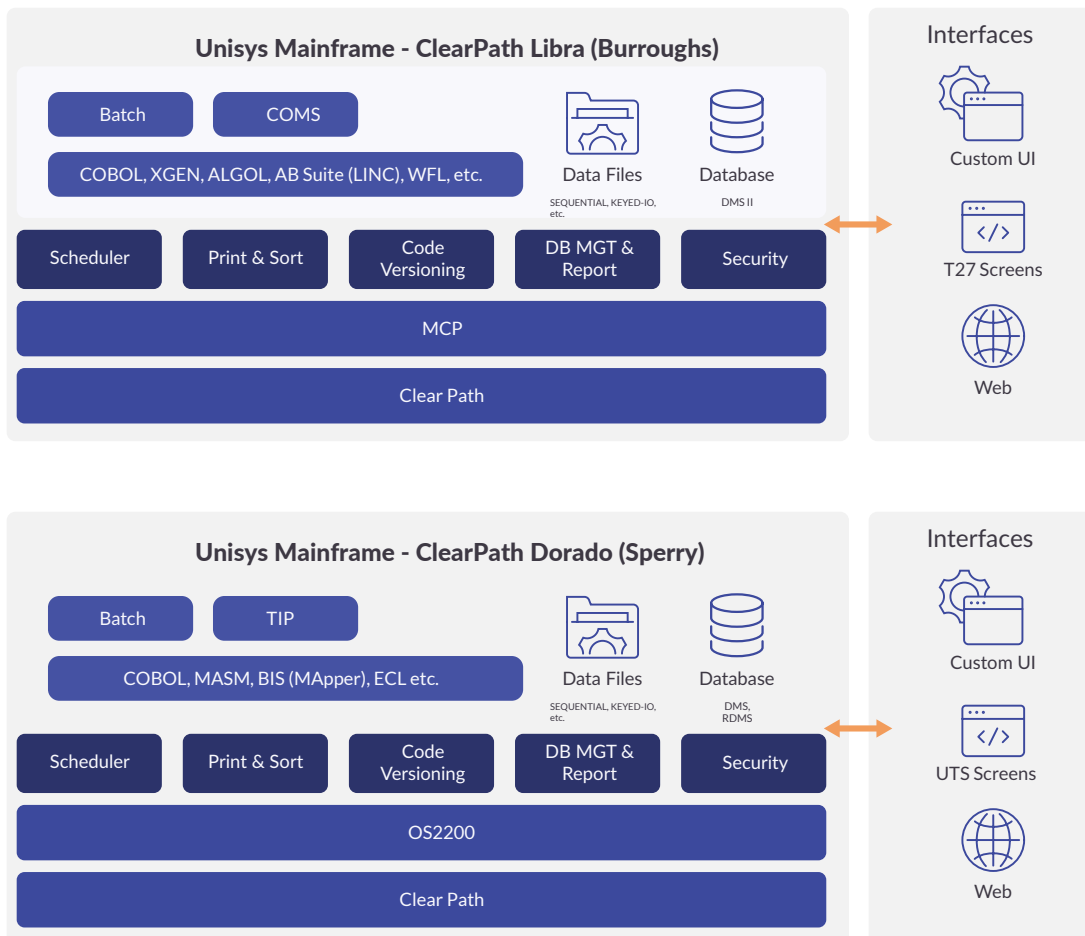 Unisys Mainframe - ClearPath Libra (Burroughs)
Batch
COMS
COBOL, XGEN, ALGOL, AB Suite (LINC), WFL, etc.
Data Files
SEQUENTIAL, KEYED-IO,
etc.
Database
DMS II
Scheduler
Print & Sort
Code
Versioning
DB MGT &
Report
Security
MCP
Clear Path
Interfaces
Custom UI
T27 Screens
Web
Unisys Mainframe - ClearPath Dorado (Sperry)
Batch
TIP
COBOL, MASM, BIS (MApper), ECL etc.
Data Files
SEQUENTIAL, KEYED-IO,
etc.
Database
DMS,
RDMS
Scheduler
Print & Sort
Code
Versioning
DB MGT &
Report
Security
OS2200
Clear Path
Interfaces
Custom UI
UTS Screens
Web